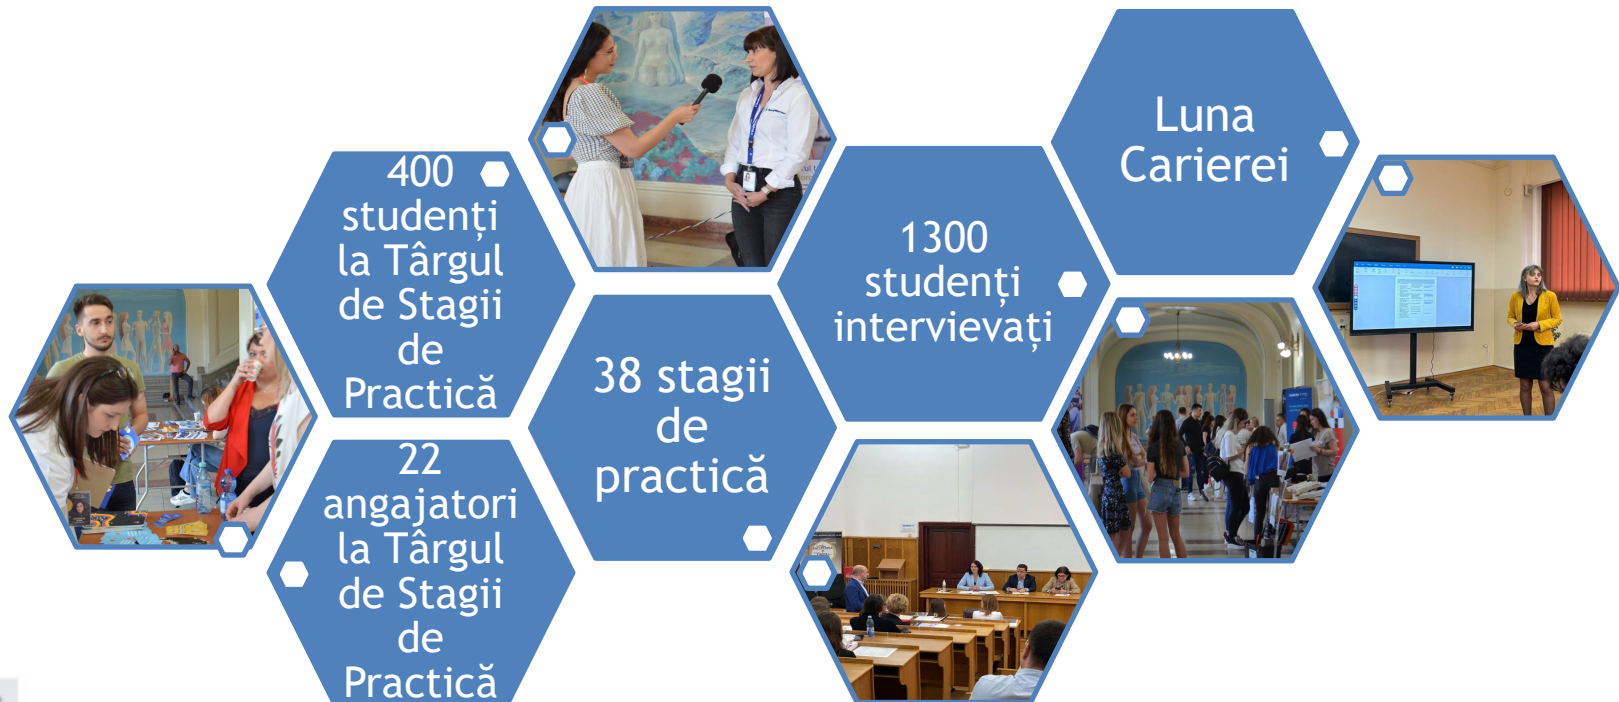 400
studenți
la Târgul
de Stagii
de
Practică
22
angajatori
la Târgul
de Stagii
de
Practică
38 stagii
de
practică
1300
studenți
intervievați
Luna
Carierei